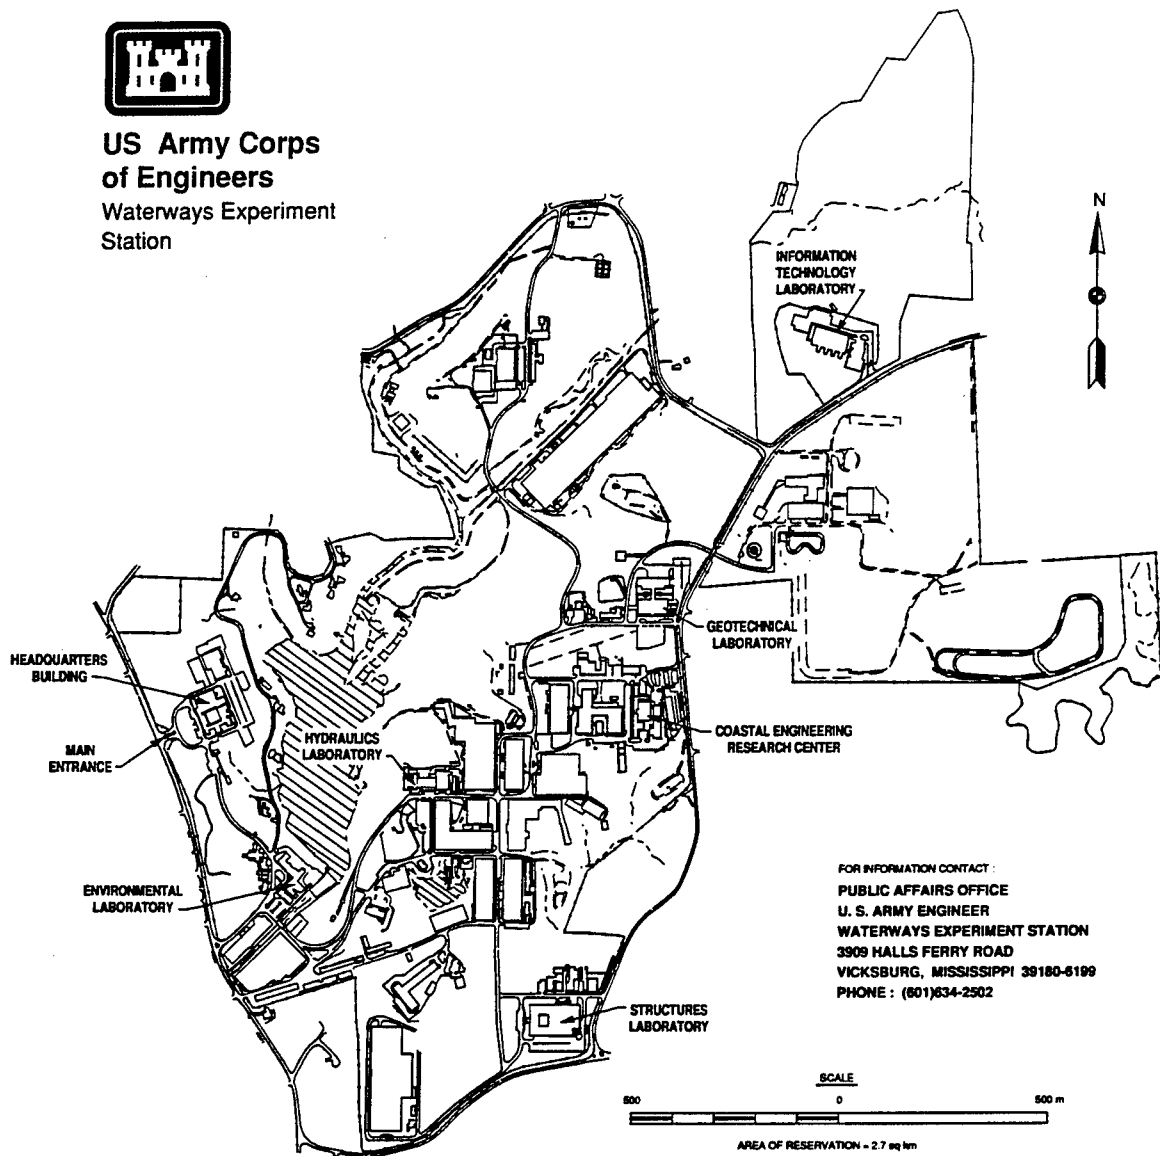 US Army Corps
of Engineers
Waterways Experiment
Station
N
INFORMATION
TECHNOLOGY
LABORATORY
GEOTECHNICAL
LABORATORY
HEADQUARTERS
BUILDING
MAIN
ENTRANCE
HYDRAULICS
LABORATORY
COASTAL ENGINEERING
RESEARCH CENTER
ENVIRONMENTAL
LABORATORY
STRUCTURES
LABORATORY
FOR INFORMATION CONTACT :
PUBLIC AFFAIRS OFFICE
U. S. ARMY ENGINEER
WATERWAYS EXPERIMENT STATION
3909 HALLS FERRY ROAD
VICKSBURG, MISSISSIPPI 39180-6199
PHONE : (601)634-2502
SCALE
500 0 500 m
AREA OF RESERVATION = 2.7 sq km